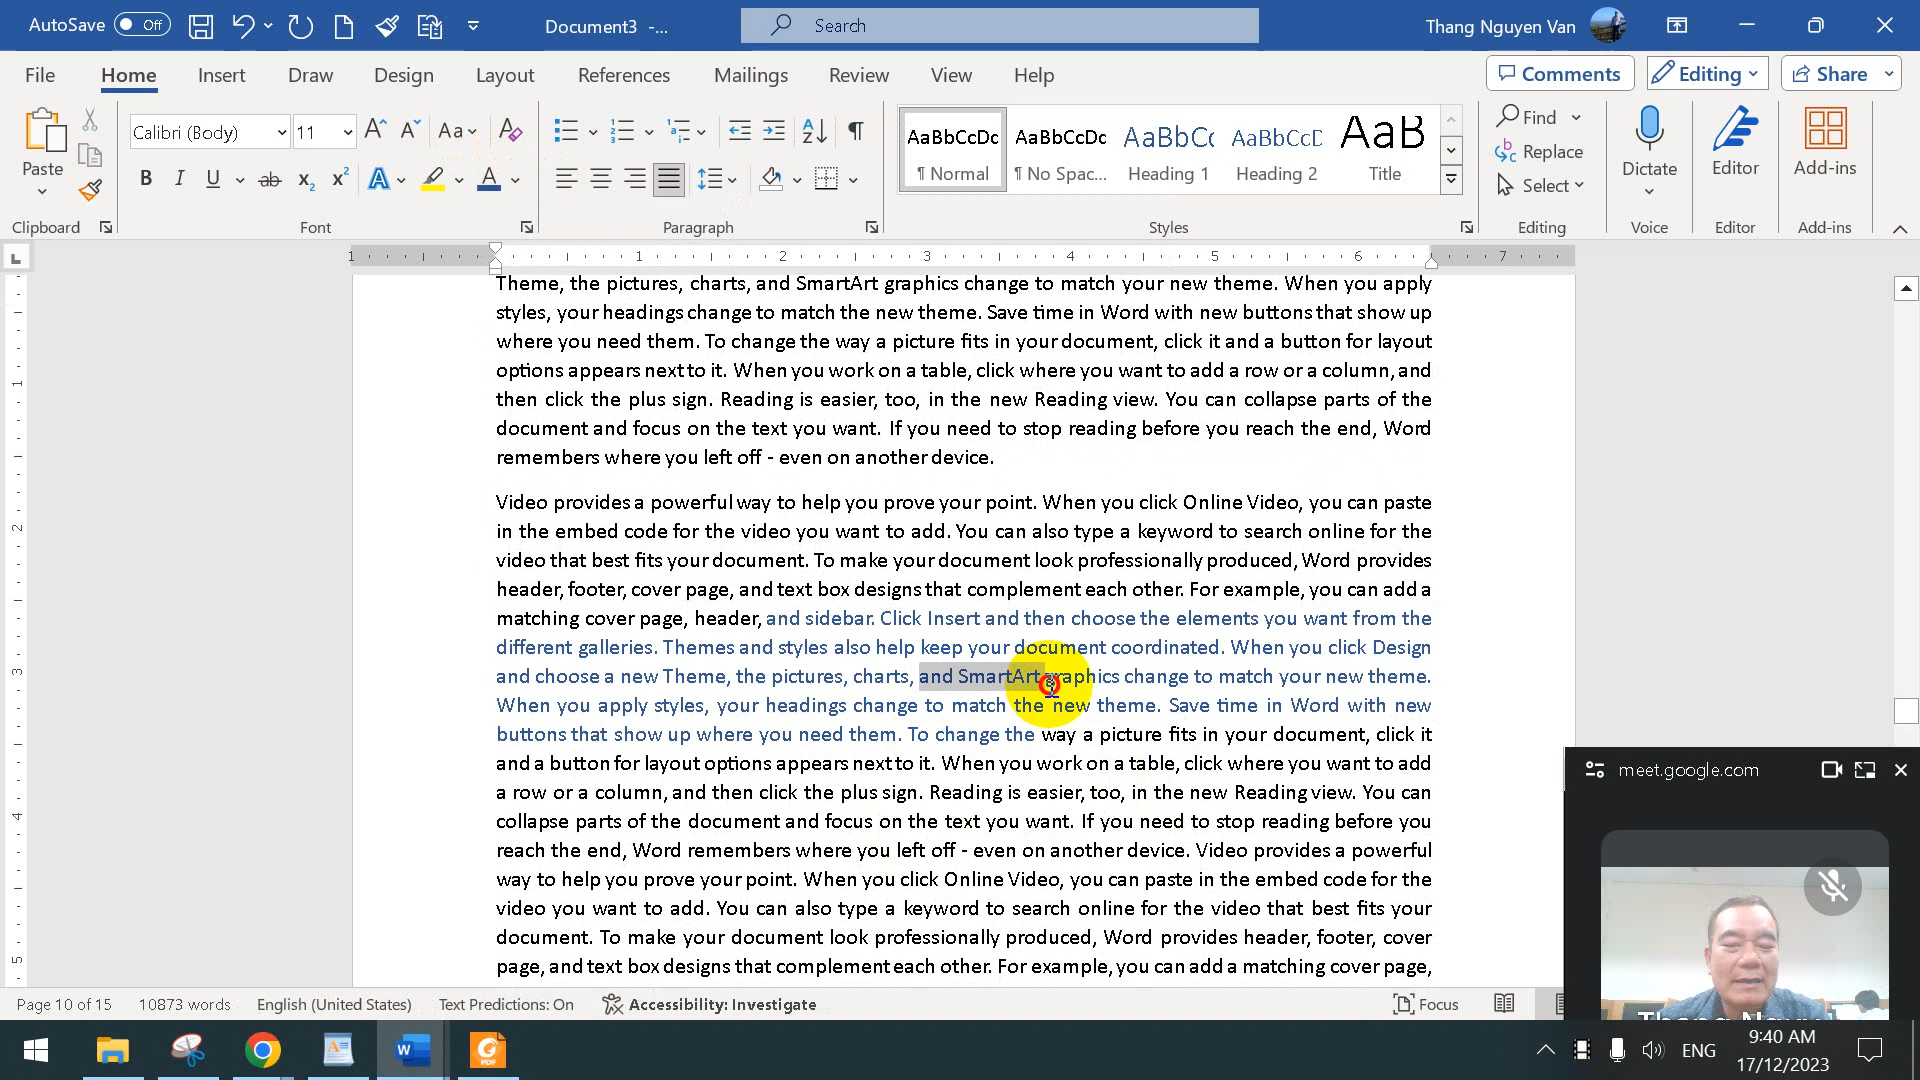 AutoSave Off Document3 -... Search Thang Nguyen Van
File Home Insert Draw Design Layout References Mailings Review View Help Comments Editing Share
Calibri (Body) 11 Aa AaBbCcDc AaBbCcDc AaBbC( AaBbCcD AaB Find
Replace
Paste ¶ Normal ¶ No Spac... Heading 1 Heading 2 Title Select Dictate Editor Add-ins
Clipboard Font Paragraph Styles Editing Voice Editor Add-ins
1 1 2 3 4 5 6 7
Theme, the pictures, charts, and SmartArt graphics change to match your new theme. When you apply
styles, your headings change to match the new theme. Save time in Word with new buttons that show up
where you need them. To change the way a picture fits in your document, click it and a button for layout
options appears next to it. When you work on a table, click where you want to add a row or a column, and
then click the plus sign. Reading is easier, too, in the new Reading view. You can collapse parts of the
document and focus on the text you want. If you need to stop reading before you reach the end, Word
remembers where you left off - even on another device.
Video provides a powerful way to help you prove your point. When you click Online Video, you can paste
in the embed code for the video you want to add. You can also type a keyword to search online for the
video that best fits your document. To make your document look professionally produced, Word provides
header, footer, cover page, and text box designs that complement each other. For example, you can add a
matching cover page, header, and sidebar. Click Insert and then choose the elements you want from the
different galleries. Themes and styles also help keep your document coordinated. When you click Design
and choose a new Theme, the pictures, charts, and SmartArt graphics change to match your new theme.
When you apply styles, your headings change to match the new theme. Save time in Word with new
buttons that show up where you need them. To change the way a picture fits in your document, click it
and a button for layout options appears next to it. When you work on a table, click where you want to add
a row or a column, and then click the plus sign. Reading is easier, too, in the new Reading view. You can
collapse parts of the document and focus on the text you want. If you need to stop reading before you
reach the end, Word remembers where you left off - even on another device. Video provides a powerful
way to help you prove your point. When you click Online Video, you can paste in the embed code for the
video you want to add. You can also type a keyword to search online for the video that best fits your
document. To make your document look professionally produced, Word provides header, footer, cover
page, and text box designs that complement each other. For example, you can add a matching cover page,
meet.google.com
Page 10 of 15 10873 words English (United States) Text Predictions: On Accessibility: Investigate Focus
ENG 9:40 AM
17/12/2023